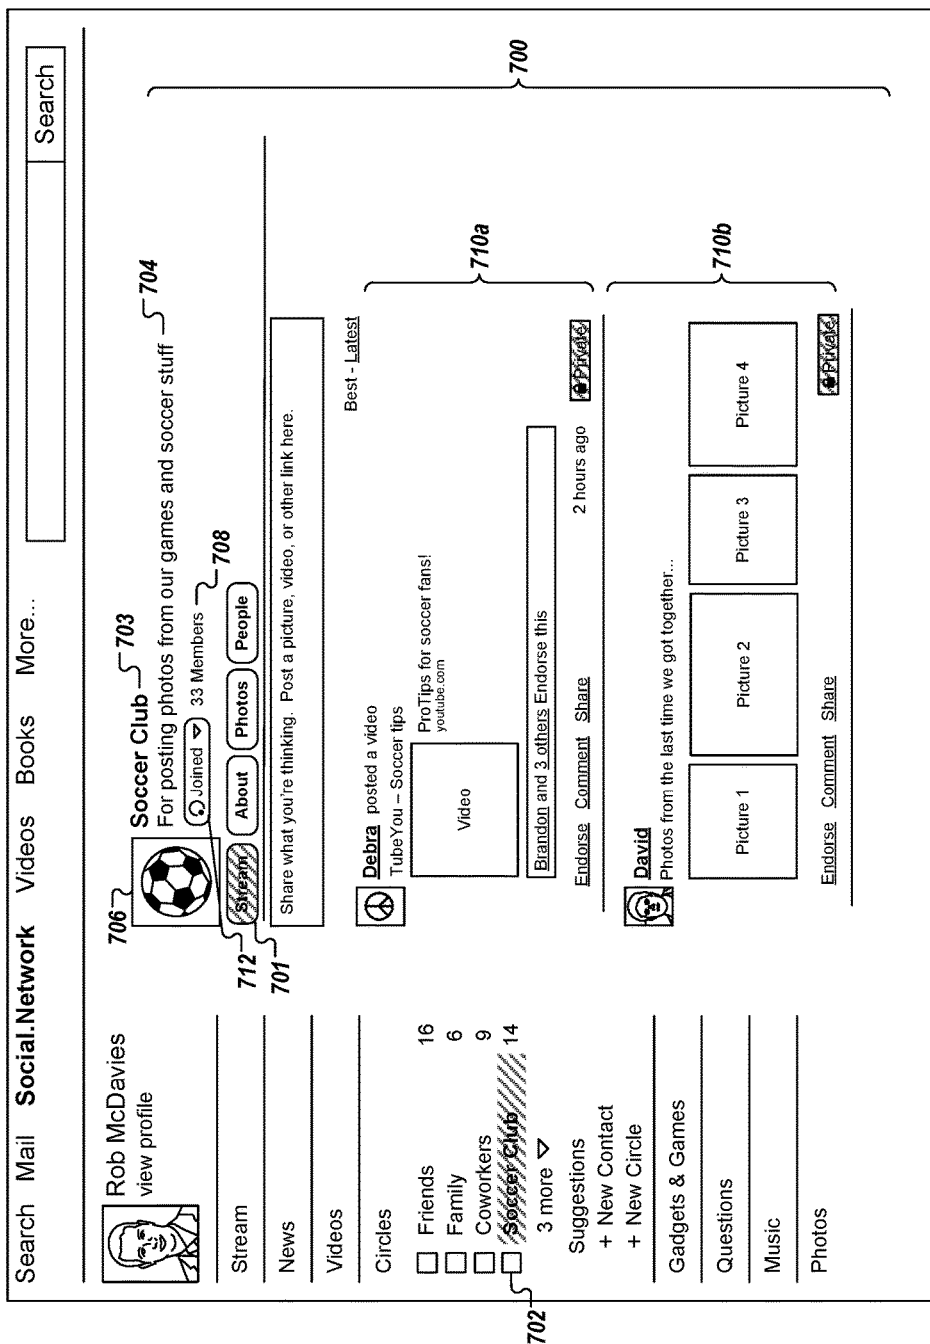 Search Mail Social.Network Videos Books More...
Search
Rob McDavies
view profile
Stream
News
Videos
Circles
Friends 16
Family 6
Coworkers 9
Soccer Club 14
702
3 more
Suggestions
+ New Contact
+ New Circle
Gadgets & Games
Questions
Music
Photos
706
Soccer Club
703
For posting photos from our games and soccer stuff
704
Joined
33 Members
708
712
Stream
About
Photos
People
701
Share what you're thinking. Post a picture, video, or other link here.
Best - Latest
700
Debra posted a video
TubeYou – Soccer tips
Video
ProTips for soccer fans!
youtube.com
Brandon and 3 others Endorse this
Endorse Comment Share
2 hours ago
Private
710a
David
Photos from the last time we got together...
Picture 1
Picture 2
Picture 3
Picture 4
Endorse Comment Share
Private
710b